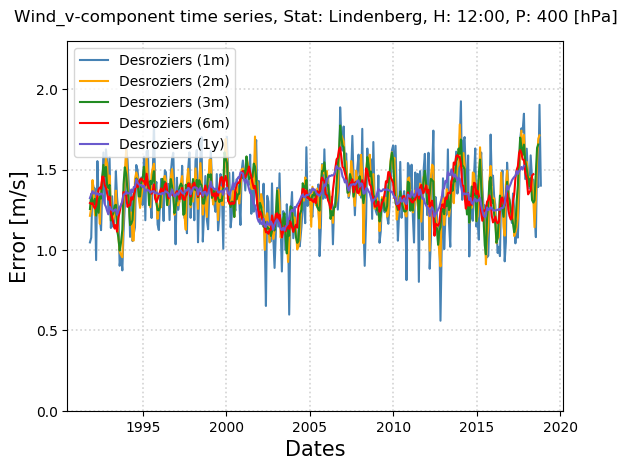 Wind_v-component time series, Stat: Lindenberg, H: 12:00, P: 400 [hPa]
Desroziers (1m)
Desroziers (2m)
Desroziers (3m)
Desroziers (6m)
Desroziers (1y)
Error [m/s]
2.0
1.5
1.0
0.5
0.0
1995
2000
2005
2010
2015
2020
Dates